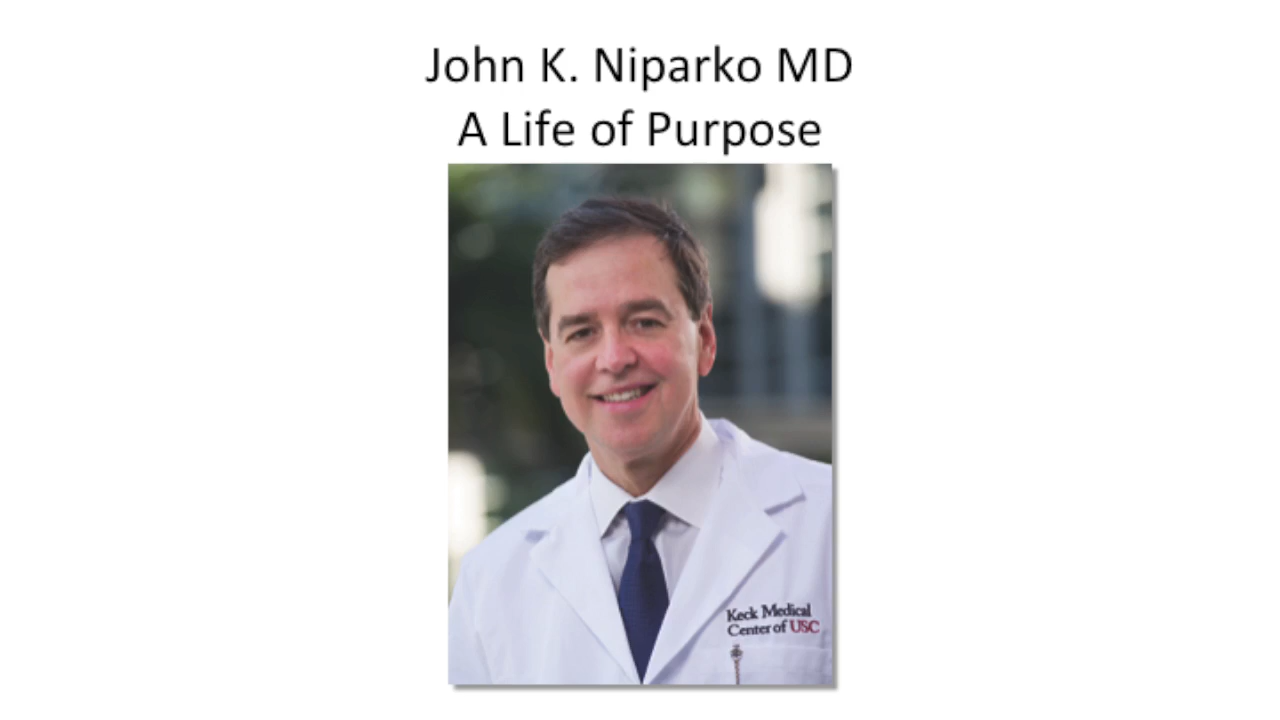 John K. Niparko MD
A Life of Purpose
Keck Medical
Center of USC